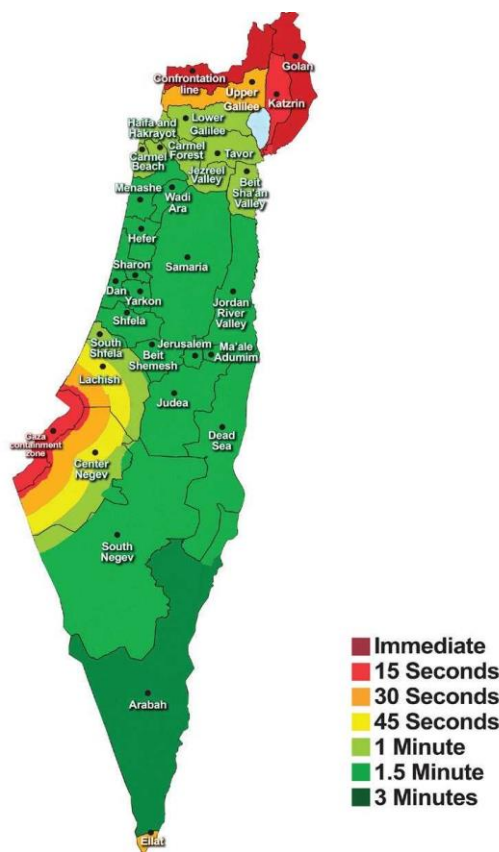 Confrontation
line
Golan
Upper
Galilee
Katzrin
Haifa and
Hakrayot
Lower
Galilee
Carmel
Forest
Carmel
Beach
Tavor
Jezreel
Valley
Beit
Sha'an
Valley
Menashe
Wadi
Ara
Hefer
Sharon
Samaria
Dan
Yarkon
Jordan
River
Valley
Shfela
South
Shfela
Jerusalem
Beit
Shemesh
Ma'ale
Adumim
Lachish
Judea
Gaza
containment
zone
Dead
Sea
Center
Negev
South
Negev
Arabah
Eilat
Immediate
15 Seconds
30 Seconds
45 Seconds
1 Minute
1.5 Minute
3 Minutes